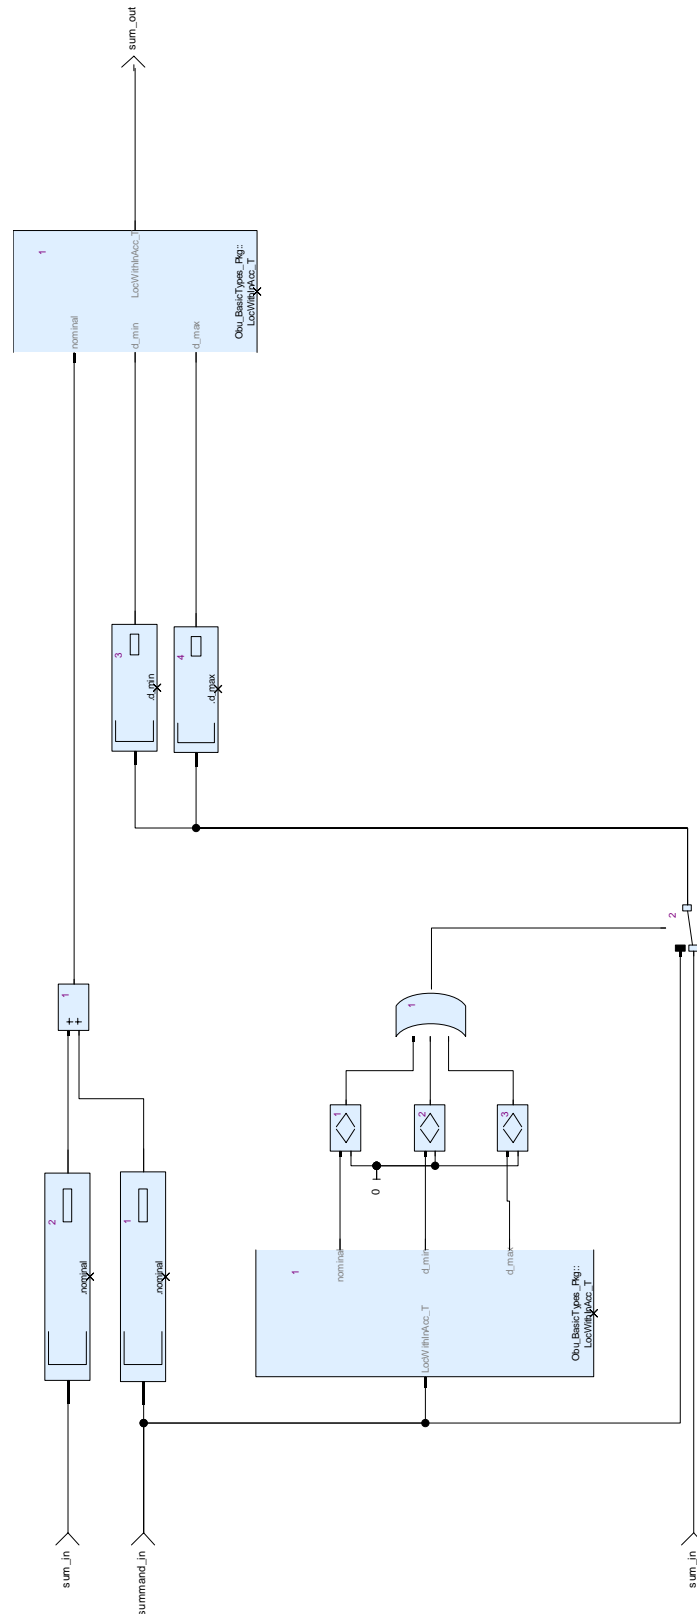 sum_in
2
.nominal
summand_in
1
.nominal
1
+
+
1
nominal
d_min
d_max
LocWithInAcc_T
Obu_BasicTypes_Pkg::
LocWithInAcc_T
sum_out
3
.d_min
4
.d_max
1
LocWithInAcc_T
nominal
d_min
d_max
Obu_BasicTypes_Pkg::
LocWithInAcc_T
0
1
2
3
1
2
sum_in